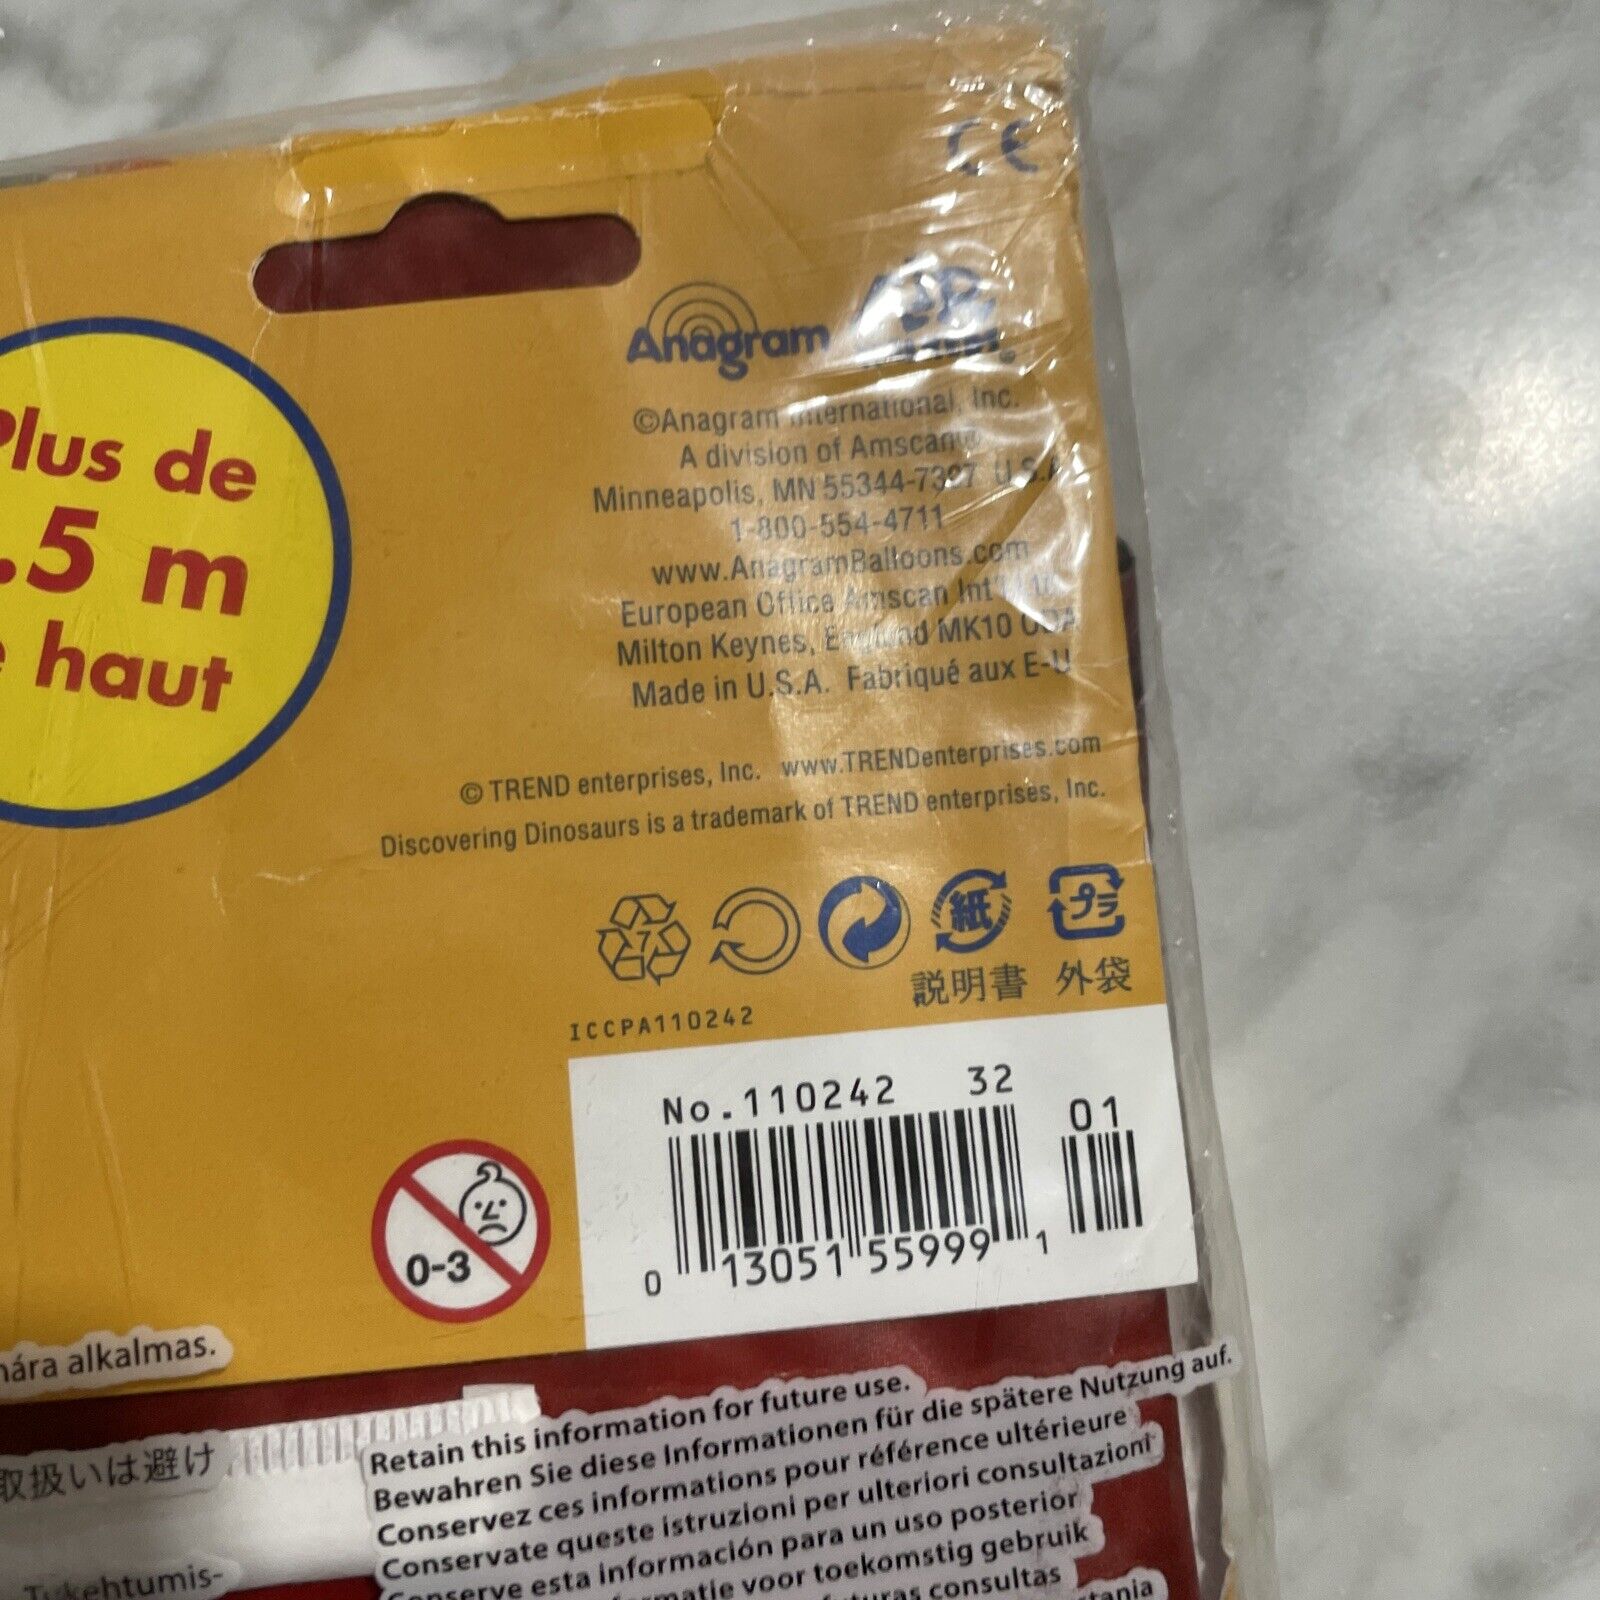 CE
Plus de
.5 m
haut
Anagram
©Anagram International, Inc.
A division of Amscan®
Minneapolis, MN 55344-7397 U.S.A
1-800-554-4711
www.AnagramBalloons.com
European Office Amscan Int'l
Milton Keynes, England MK10
Made in U.S.A. Fabriqué aux E-U
© TREND enterprises, Inc. www.TRENDenterprises.com
Discovering Dinosaurs is a trademark of TREND enterprises, Inc.
7
紙
プラ
説明書 外袋
ICCPA110242
No.110242 32
01
0 13051 55999 1
0-3
alkalmas.
取扱いは避け
Retain this information for future use.
Bewahren Sie diese Informationen für die spätere Nutzung auf.
Conservez ces informations pour référence ultérieure
Conservate queste istruzioni per ulteriori consultazioni
Conserve esta información para un uso posterior
voor toekomstig gebruik
consultas